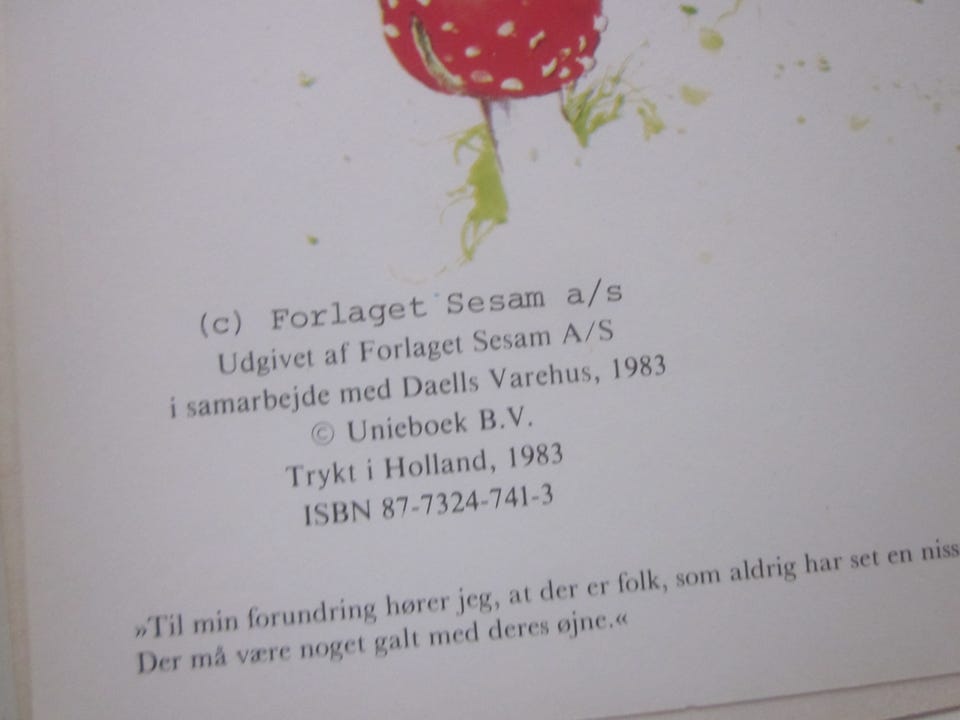 (c) Forlaget Sesam a/s
Udgivet af Forlaget Sesam A/S
i samarbejde med Daells Varehus, 1983
© Unieboek B.V.
Trykt i Holland, 1983
ISBN 87-7324-741-3
»Til min forundring hører jeg, at der er folk, som aldrig har set en
Der må være noget galt med deres øjne.«